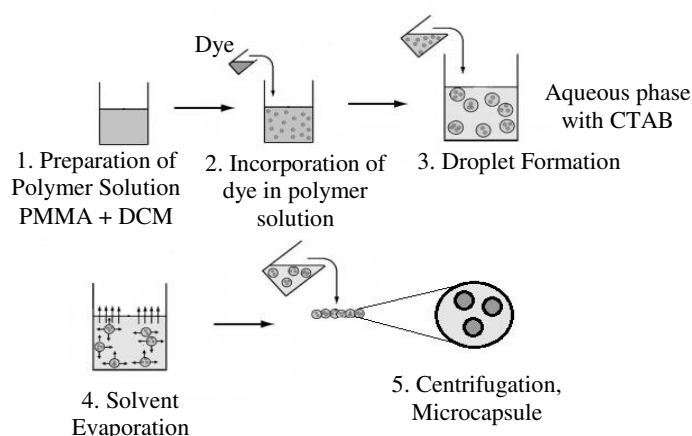 Dye
Aqueous phase
with CTAB
1. Preparation of
Polymer Solution
PMMA + DCM
2. Incorporation of
dye in polymer
solution
3. Droplet Formation
4. Solvent
Evaporation
5. Centrifugation,
Microcapsule